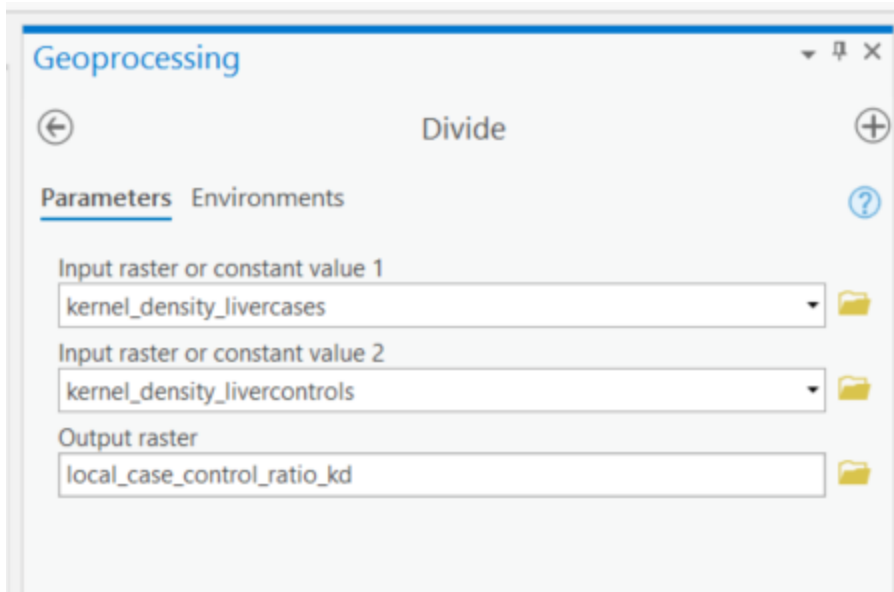 Geoprocessing
Divide
Parameters Environments
Input raster or constant value 1
kernel_density_livercases
Input raster or constant value 2
kernel_density_livercontrols
Output raster
local_case_control_ratio_kd